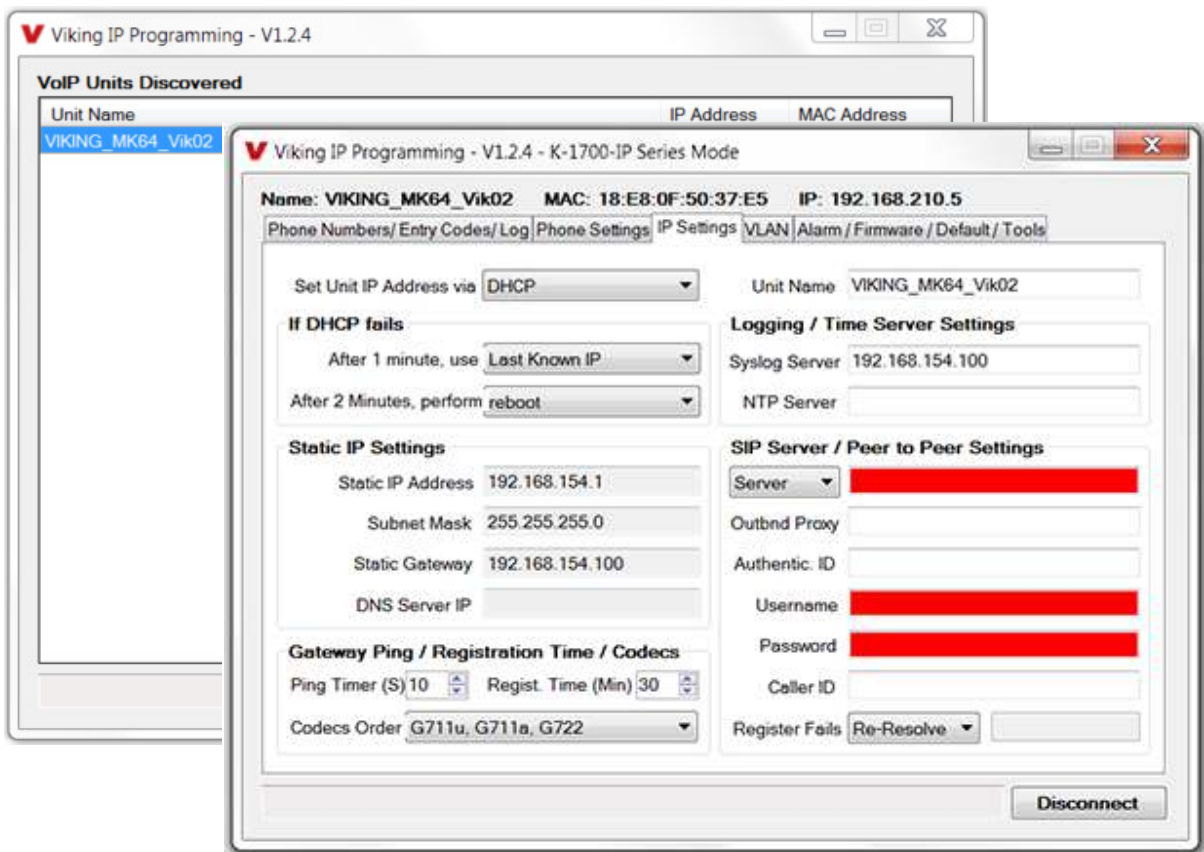 Viking IP Programming - V1.2.4
VoIP Units Discovered
Unit Name IP Address MAC Address
VIKING_MK64_Vik02
Viking IP Programming - V1.2.4 - K-1700-IP Series Mode
Name: VIKING_MK64_Vik02 MAC: 18:E8:0F:50:37:E5 IP: 192.168.210.5
Phone Numbers/ Entry Codes/ Log Phone Settings IP Settings VLAN Alarm / Firmware / Default / Tools
Set Unit IP Address via DHCP
If DHCP fails
After 1 minute, use Last Known IP
After 2 Minutes, perform reboot
Static IP Settings
Static IP Address 192.168.154.1
Subnet Mask 255.255.255.0
Static Gateway 192.168.154.100
DNS Server IP
Gateway Ping / Registration Time / Codecs
Ping Timer (S) 10 Regist. Time (Min) 30
Codecs Order G711u, G711a, G722
Unit Name VIKING_MK64_Vik02
Logging / Time Server Settings
Syslog Server 192.168.154.100
NTP Server
SIP Server / Peer to Peer Settings
Server
Outbnd Proxy
Authentic. ID
Username
Password
Caller ID
Register Fails Re-Resolve
Disconnect